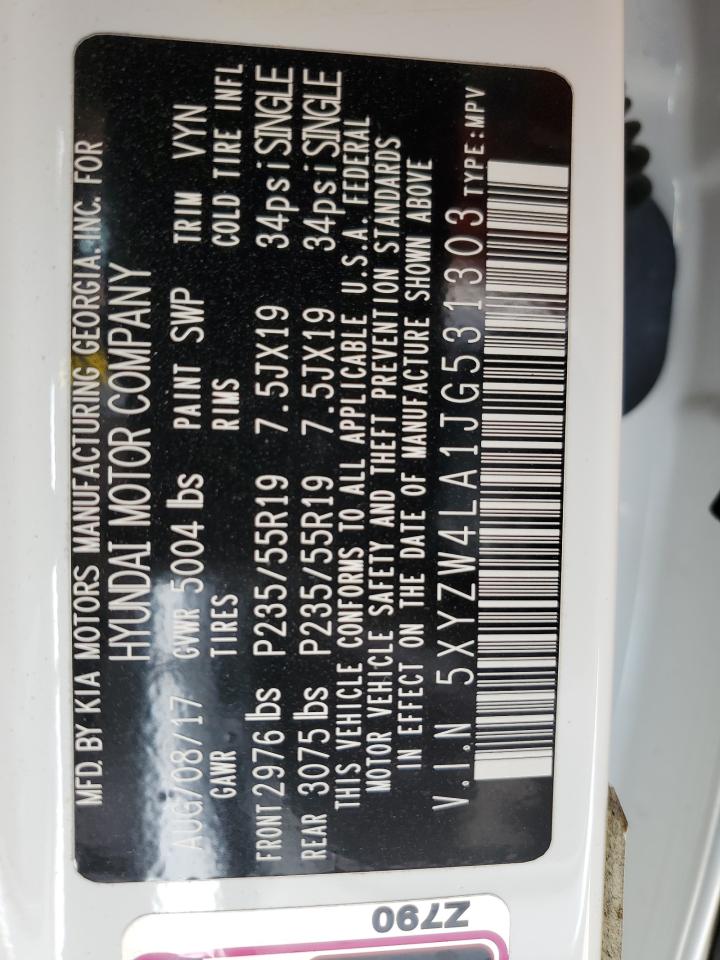 MFD. BY KIA MOTORS MANUFACTURING GEORGIA. INC. FOR
HYUNDAI MOTOR COMPANY
AUG/08/17 GVWR 5004 lbs PAINT SWP TRIM VYN
GAWR TIRES RIMS COLD TIRE INFL
FRONT 2976 lbs P235/55R19 7.5JX19 34psi SINGLE
REAR 3075 lbs P235/55R19 7.5JX19 34psi SINGLE
THIS VEHICLE CONFORMS TO ALL APPLICABLE U.S.A. FEDERAL
MOTOR VEHICLE SAFETY AND THEFT PREVENTION STANDARDS
IN EFFECT ON THE DATE OF MANUFACTURE SHOWN ABOVE
V.I.N 5XYZW4LA1JG531303 TYPE:MPV
Z790